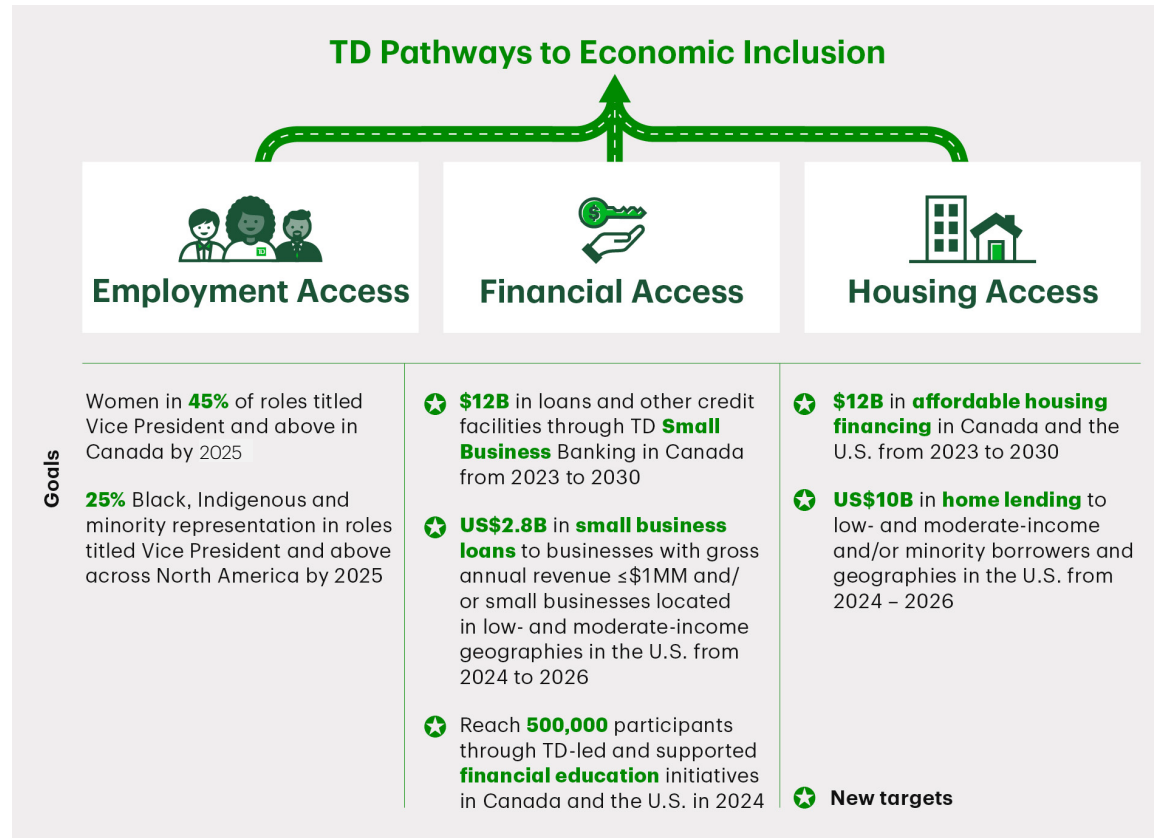 TD Pathways to Economic Inclusion
TD
Employment Access
$
Financial Access
Housing Access
Goals
Women in 45% of roles titled
Vice President and above in
Canada by 2025
25% Black, Indigenous and
minority representation in roles
titled Vice President and above
across North America by 2025
$12B in loans and other credit
facilities through TD Small
Business Banking in Canada
from 2023 to 2030
US$2.8B in small business
loans to businesses with gross
annual revenue ≤$1MM and/
or small businesses located
in low- and moderate-income
geographies in the U.S. from
2024 to 2026
Reach 500,000 participants
through TD-led and supported
financial education initiatives
in Canada and the U.S. in 2024
$12B in affordable housing
financing in Canada and the
U.S. from 2023 to 2030
US$10B in home lending to
low- and moderate-income
and/or minority borrowers and
geographies in the U.S. from
2024 – 2026
New targets